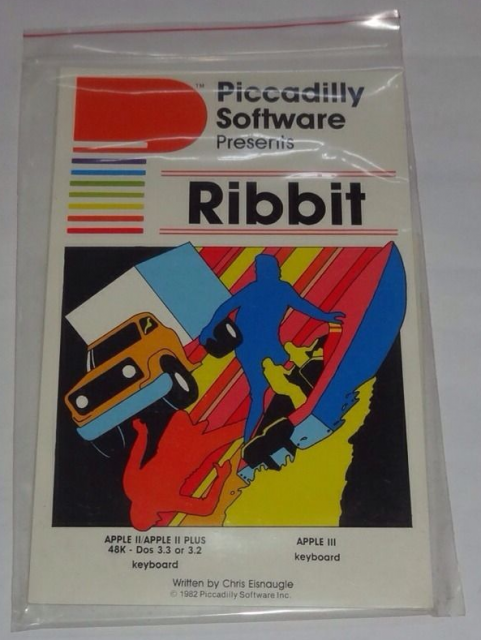 ™
Piccadilly
Software
Presents
Ribbit
APPLE II/APPLE II PLUS
48K - Dos 3.3 or 3.2
keyboard
APPLE III
keyboard
Written by Chris Eisnaugle
© 1982 Piccadilly Software Inc.